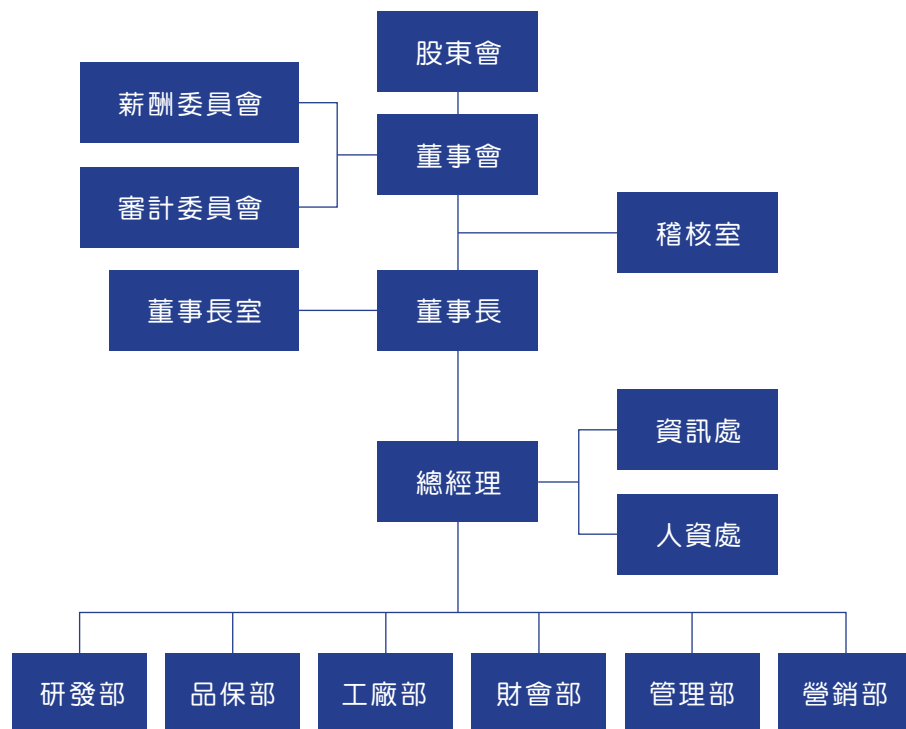 股東會
薪酬委員會
董事會
審計委員會
稽核室
董事長室
董事長
資訊處
總經理
人資處
研發部
品保部
工廠部
財會部
管理部
營銷部